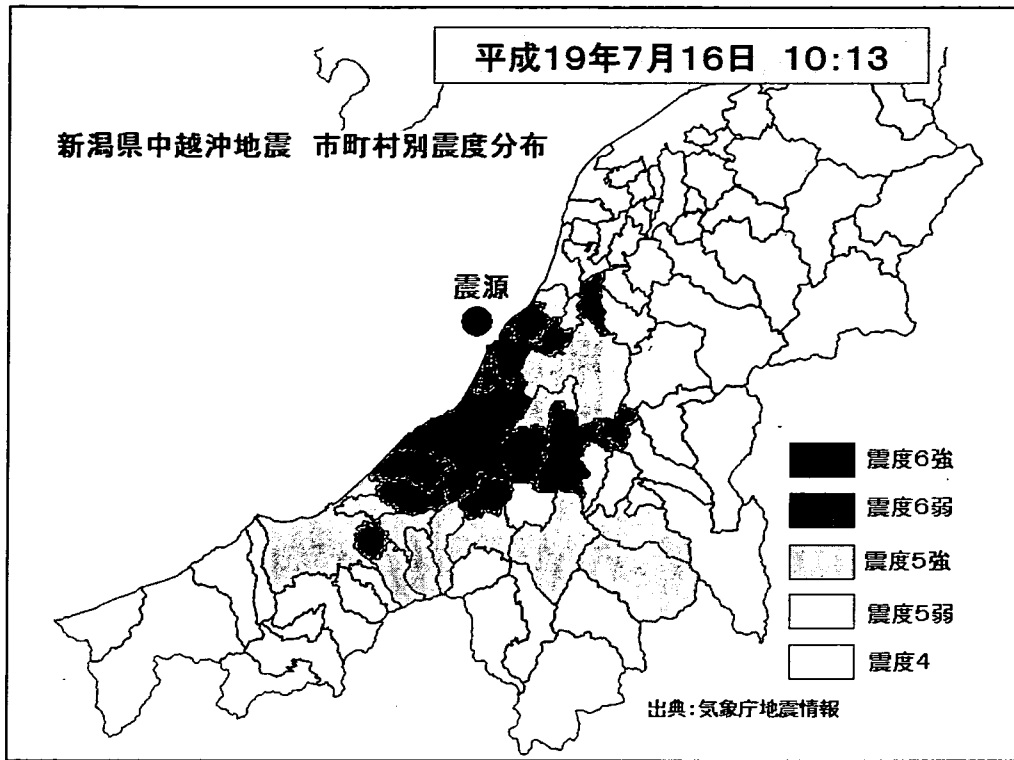 平成19年7月16日 10:13
新潟県中越沖地震 市町村別震度分布
震源
震度6強
震度6弱
震度5強
震度5弱
震度4
出典:気象庁地震情報